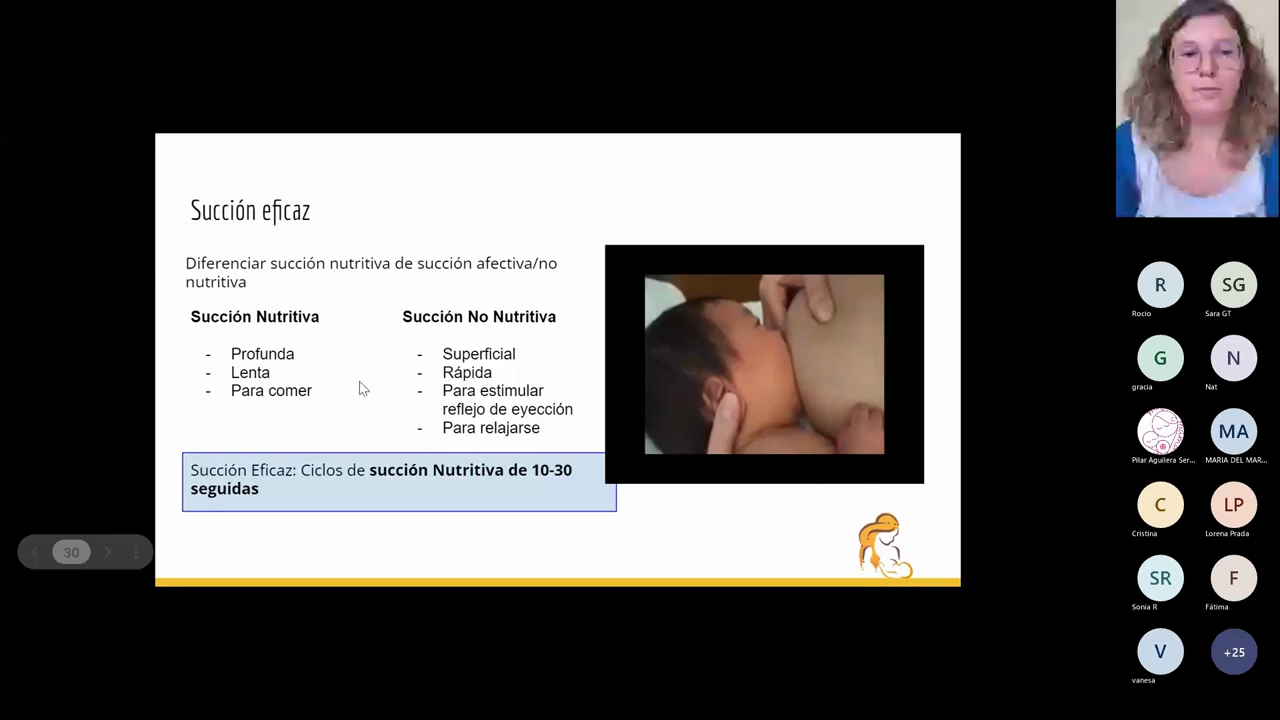 Succión eficaz
Diferenciar succión nutritiva de succión afectiva/no
nutritiva
Succión Nutritiva
- Profunda
- Lenta
- Para comer
Succión No Nutritiva
- Superficial
- Rápida
- Para estimular
reflejo de eyección
- Para relajarse
Succión Eficaz: Ciclos de succión Nutritiva de 10-30
seguidas
30
R
Rocio
SG
Sara GT
G
gracia
N
Nat
Pilar Aguilera Ser...
MA
MARIA DEL MAR...
C
Cristina
LP
Lorena Prada
SR
Sonia R
F
Fátima
V
vanesa
+25